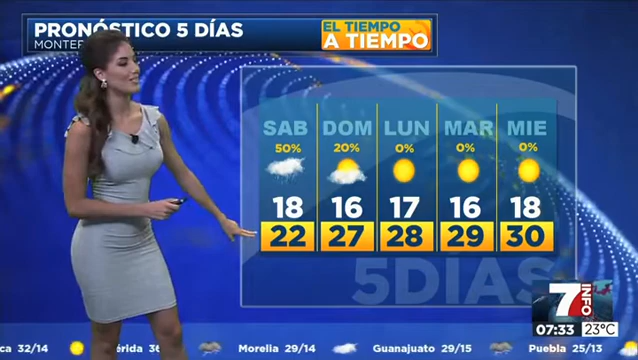 PRONÓSTICO 5 DÍAS
EL TIEMPO
A TIEMPO
SAB DOM LUN MAR MIE
50% 20% 0% 0% 0%
18 16 17 16 18
22 27 28 29 30
5DÍAS
7 INFO
07:33 23°C
32/14 36 Morelia 29/14 Guanajuato 29/15 Puebla 25/13